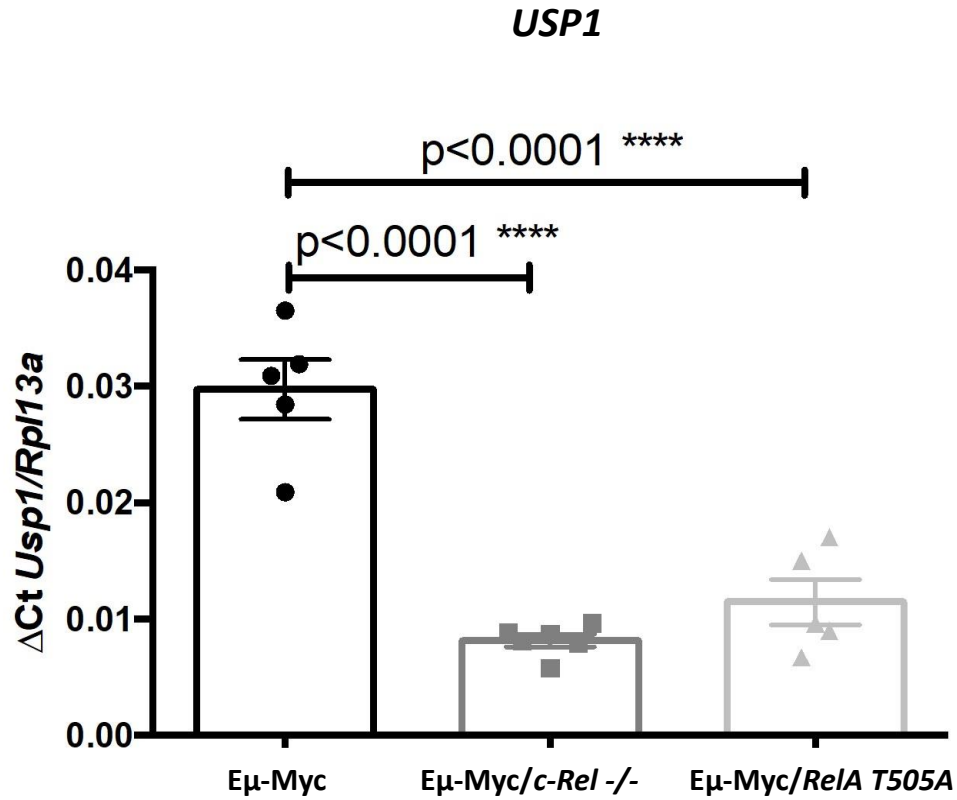 USP1
p<0.0001 ****
p<0.0001 ****
ΔCt Usp1/Rpl13a
0.04
0.03
0.02
0.01
0.00
Eμ-Myc
Eμ-Myc/c-Rel -/-
Eμ-Myc/RelA T505A